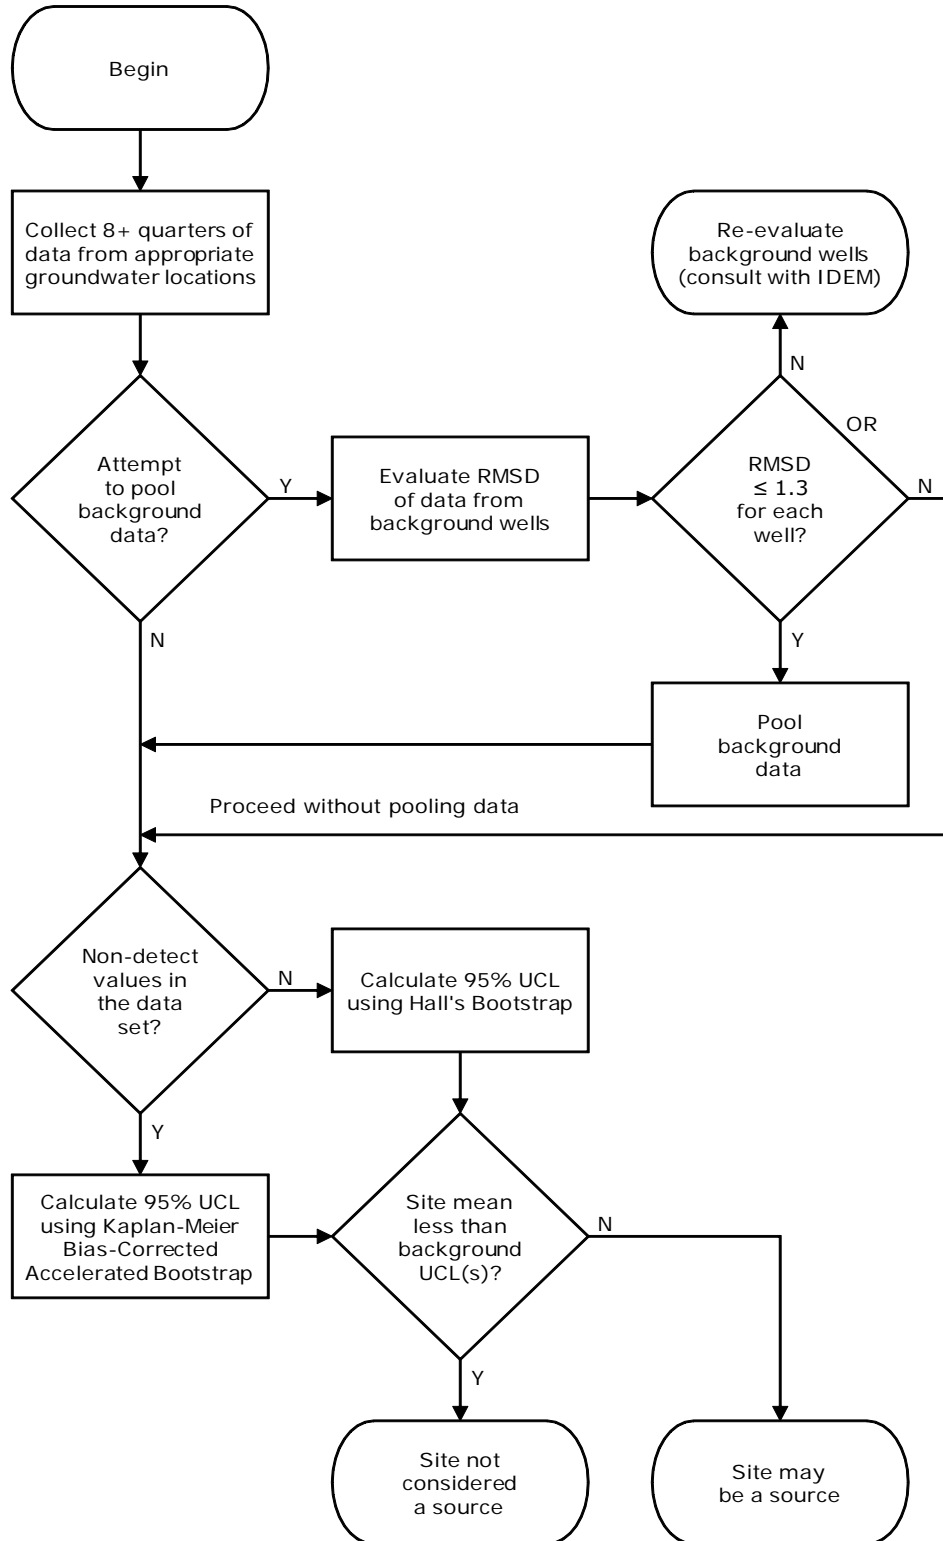 Begin
Collect 8+ quarters of
data from appropriate
groundwater locations
Re-evaluate
background wells
(consult with IDEM)
N
OR
Attempt
to pool
background
data?
Y
Evaluate RMSD
of data from
background wells
RMSD
≤ 1.3
for each
well?
N
N
Y
Pool
background
data
Proceed without pooling data
Non-detect
values in
the data
set?
N
Calculate 95% UCL
using Hall's Bootstrap
Y
Calculate 95% UCL
using Kaplan-Meier
Bias-Corrected
Accelerated Bootstrap
Site mean
less than
background
UCL(s)?
N
Y
Site not
considered
a source
Site may
be a source